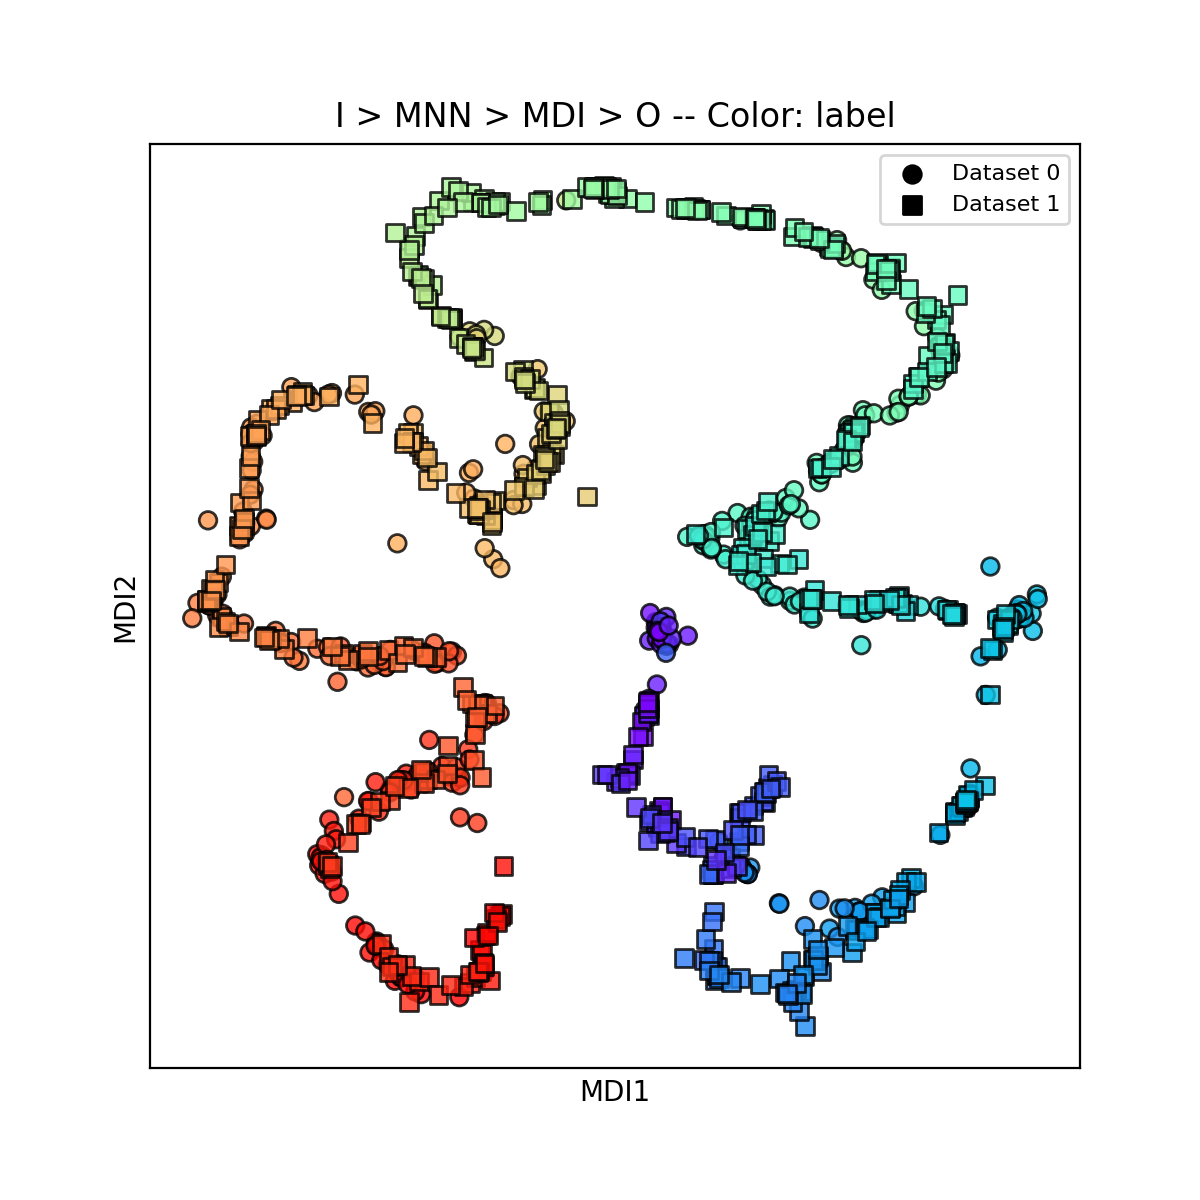 I > MNN > MDI > O -- Color: label
Dataset 0
Dataset 1
MDI2
MDI1